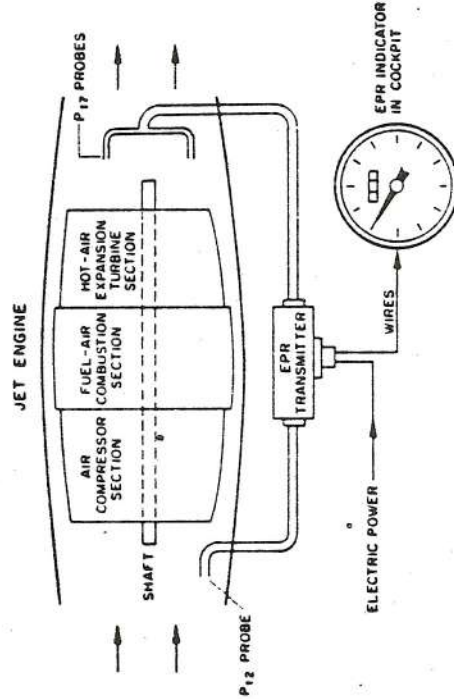 JET ENGINE
P17 PROBES
AIR
COMPRESSOR
SECTION
FUEL-AIR
COMBUSTION
SECTION
HOT-AIR
EXPANSION
TURBINE
SECTION
SHAFT
P12 PROBE
EPR
TRANSMITTER
ELECTRIC POWER
WIRES
EPR INDICATOR
IN COCKPIT